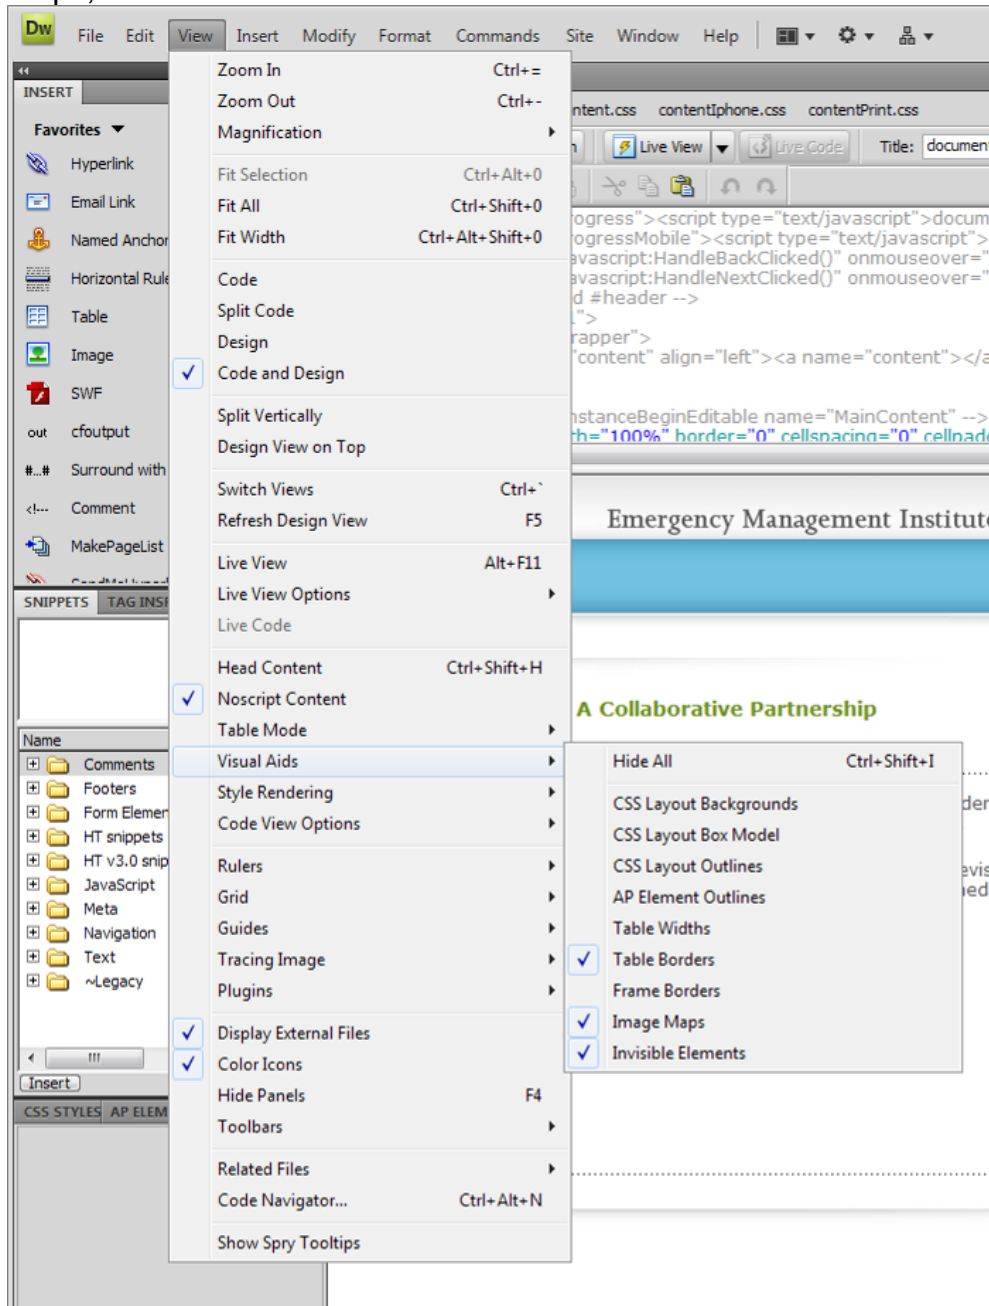 Dw File Edit View Insert Modify Format Commands Site Window Help
INSERT
Favorites
Hyperlink
Email Link
Named Anchor
Horizontal Rule
Table
Image
SWF
out cfoutput
#...# Surround with
<!--- Comment
MakePageList
SNIPPETS TAG INSP
Name
Comments
Footers
Form Elemen
HT snippets
HT v3.0 snip
JavaScript
Meta
Navigation
Text
~Legacy
Insert
CSS STYLES AP ELEM
Zoom In Ctrl+=
Zoom Out Ctrl+-
Magnification
Fit Selection Ctrl+Alt+0
Fit All Ctrl+Shift+0
Fit Width Ctrl+Alt+Shift+0
Code
Split Code
Design
Code and Design
Split Vertically
Design View on Top
Switch Views Ctrl+`
Refresh Design View F5
Live View Alt+F11
Live View Options
Live Code
Head Content Ctrl+Shift+H
Noscript Content
Table Mode
Visual Aids
Style Rendering
Code View Options
Rulers
Grid
Guides
Tracing Image
Plugins
Display External Files
Color Icons
Hide Panels F4
Toolbars
Related Files
Code Navigator... Ctrl+Alt+N
Show Spry Tooltips
Hide All Ctrl+Shift+I
CSS Layout Backgrounds
CSS Layout Box Model
CSS Layout Outlines
AP Element Outlines
Table Widths
Table Borders
Frame Borders
Image Maps
Invisible Elements
ntent.css contentIphone.css contentPrint.css
Live View Live Code Title: documen
ogress"><script type="text/javascript">docum
ogressMobile"><script type="text/javascript">
avascript:HandleBackClicked()" onmouseover="
avascript:HandleNextClicked()" onmouseover="
d #header -->
">
rapper">
"content" align="left"><a name="content"></a
nstanceBeginEditable name="MainContent" -->
th="100%" border="0" cellspacing="0" cellpad
Emergency Management Institut
A Collaborative Partnership